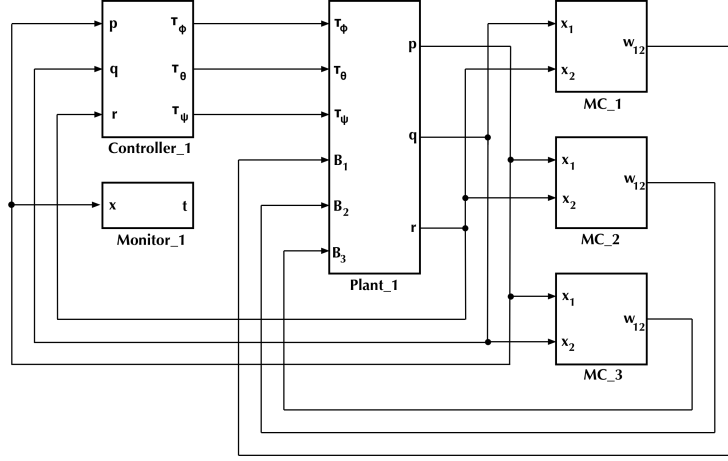 p τϕ
q τθ
r τψ
Controller_1
x t
Monitor_1
τϕ
p
τθ
τψ
q
B1
B2
r
B3
Plant_1
x1
w12
x2
MC_1
x1
w12
x2
MC_2
x1
w12
x2
MC_3